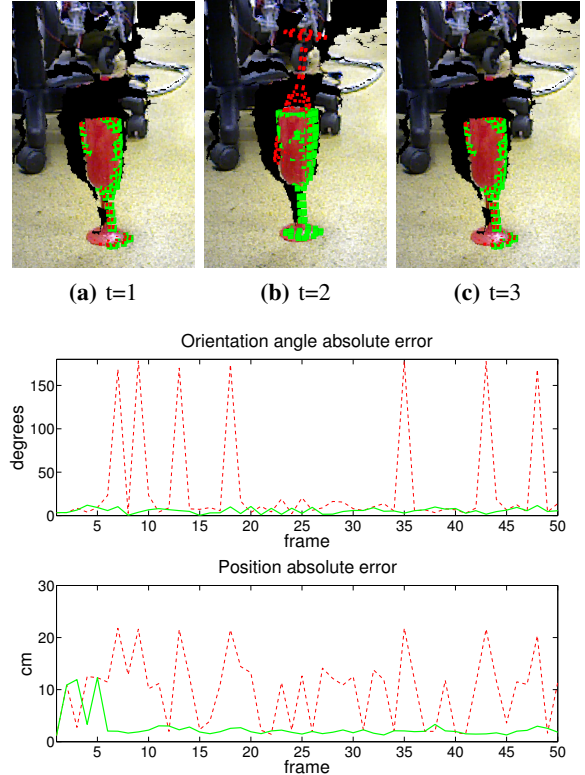 (a) t=1 (b) t=2 (c) t=3
Orientation angle absolute error
150
100
50
0
degrees
5 10 15 20 25 30 35 40 45 50
frame
Position absolute error
30
20
10
0
cm
5 10 15 20 25 30 35 40 45 50
frame